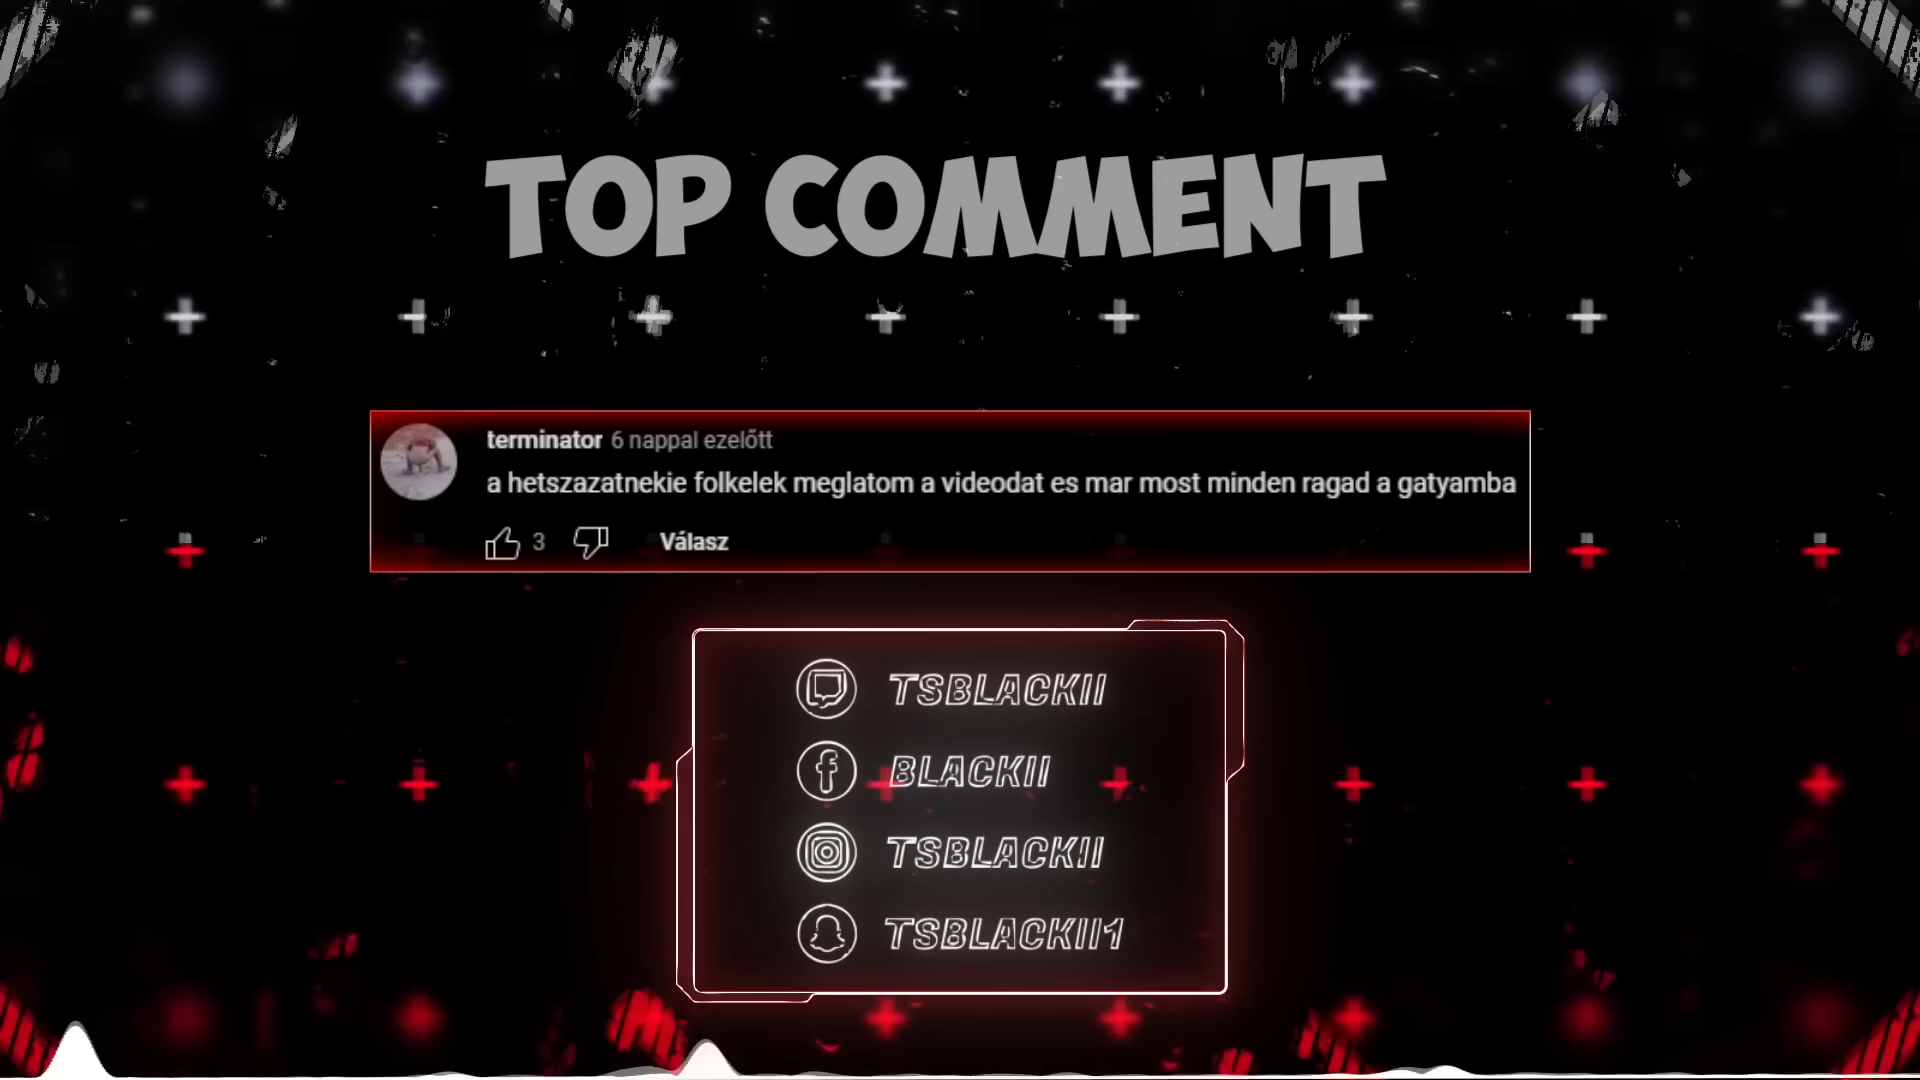 TOP COMMENT
terminator 6 nappal ezelőtt
a hetszazatnekie folkelek meglatom a videodat es mar most minden ragad a gatyamba
3 Válasz
TSBLACKII
BLACKII
TSBLACKII
TSBLACKII1